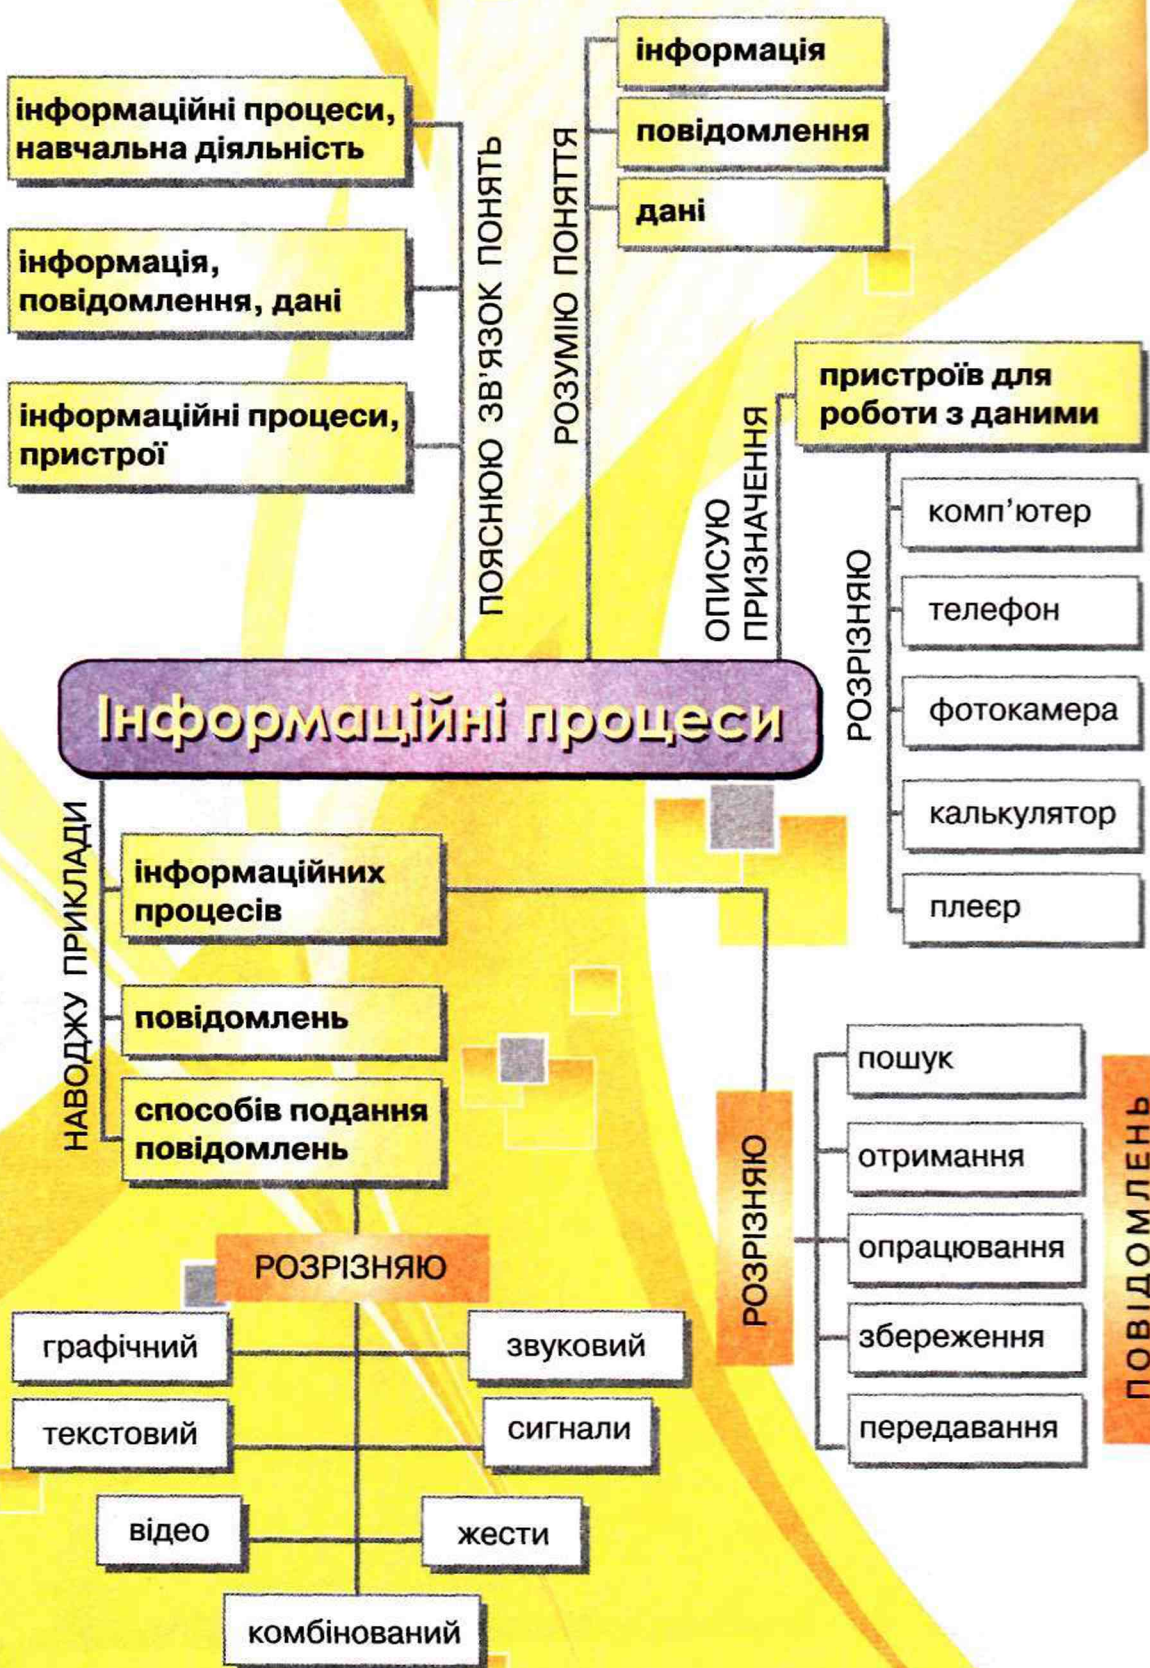 інформаційні процеси,
навчальна діяльність
інформація,
повідомлення, дані
інформаційні процеси,
пристрої
ПОЯСНЮЮ ЗВ'ЯЗОК ПОНЯТЬ
РОЗУМІЮ ПОНЯТТЯ
інформація
повідомлення
дані
ОПИСУЮ
ПРИЗНАЧЕННЯ
пристроїв для
роботи з даними
РОЗРІЗНЯЮ
комп'ютер
телефон
фотокамера
калькулятор
плеєр
Інформаційні процеси
НАВОДЖУ ПРИКЛАДИ
інформаційних
процесів
повідомлень
способів подання
повідомлень
РОЗРІЗНЯЮ
графічний
звуковий
текстовий
сигнали
відео
жести
комбінований
РОЗРІЗНЯЮ
пошук
отримання
опрацювання
збереження
передавання
ПОВІДОМЛЕНЬ